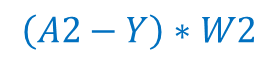 (A2 − Y) ∗ W2